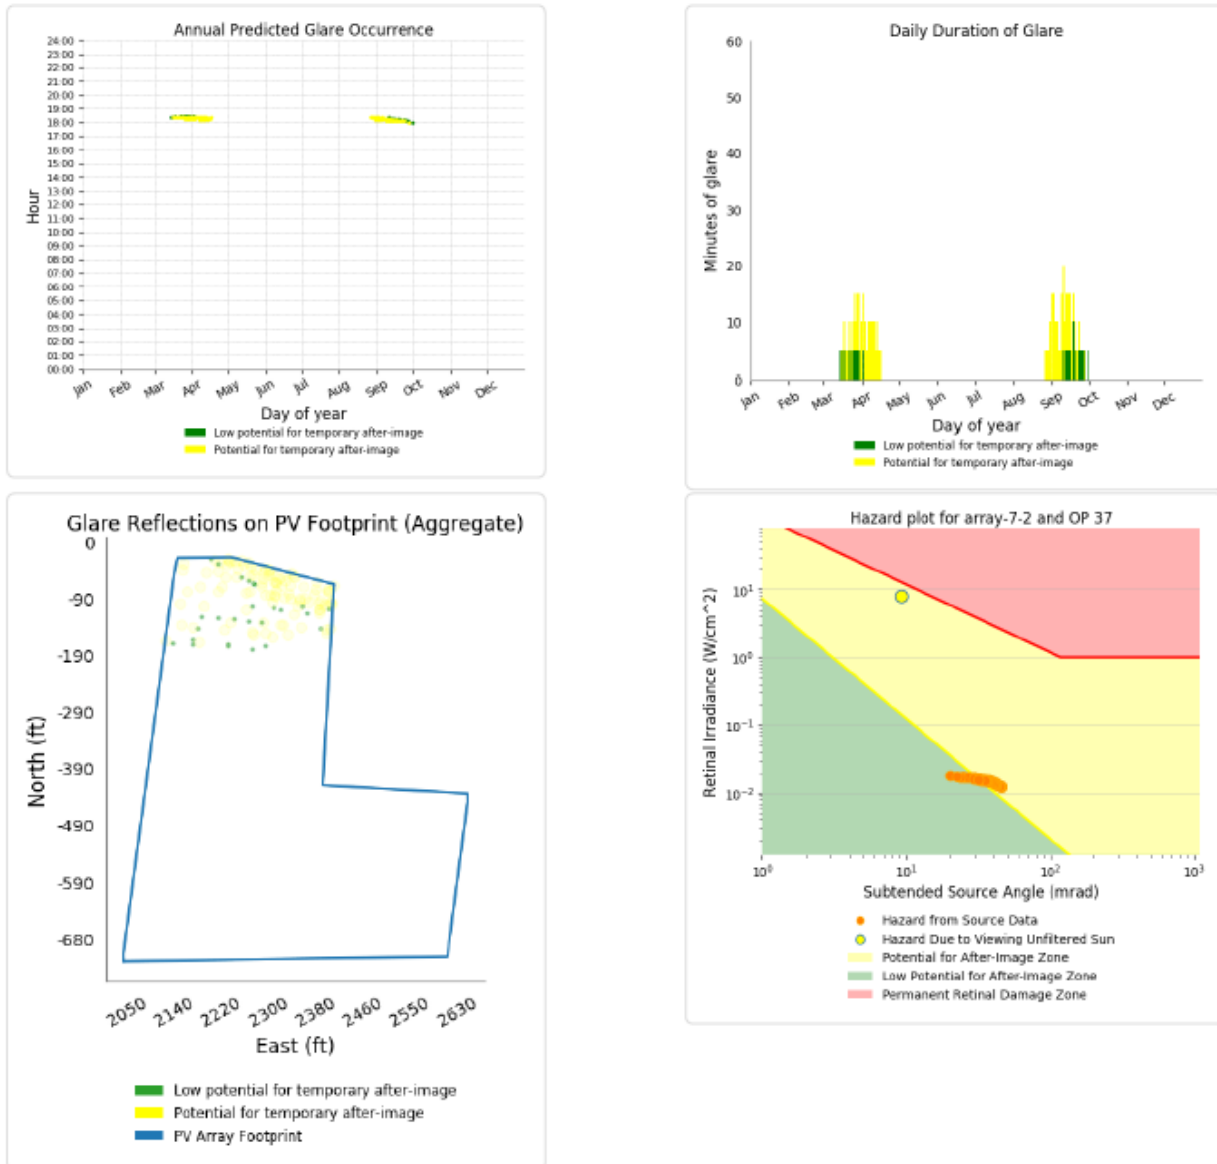 Annual Predicted Glare Occurrence
24:00
23:00
22:00
21:00
20:00
19:00
18:00
17:00
16:00
15:00
14:00
13:00
12:00
11:00
10:00
09:00
08:00
07:00
06:00
05:00
04:00
03:00
02:00
01:00
00:00
Hour
Jan Feb Mar Apr May Jun Jul Aug Sep Oct Nov Dec
Day of year
Low potential for temporary after-image
Potential for temporary after-image
Daily Duration of Glare
60
50
40
30
20
10
0
Minutes of glare
Jan Feb Mar Apr May Jun Jul Aug Sep Oct Nov Dec
Day of year
Low potential for temporary after-image
Potential for temporary after-image
Glare Reflections on PV Footprint (Aggregate)
0
-90
-190
-290
-390
-490
-590
-680
North (ft)
2050 2140 2220 2300 2380 2460 2550 2630
East (ft)
Low potential for temporary after-image
Potential for temporary after-image
PV Array Footprint
Hazard plot for array-7-2 and OP 37
10^1
10^0
10^-1
10^-2
Retinal Irradiance (W/cm^2)
10^0 10^1 10^2 10^3
Subtended Source Angle (mrad)
Hazard from Source Data
Hazard Due to Viewing Unfiltered Sun
Potential for After-Image Zone
Low Potential for After-Image Zone
Permanent Retinal Damage Zone